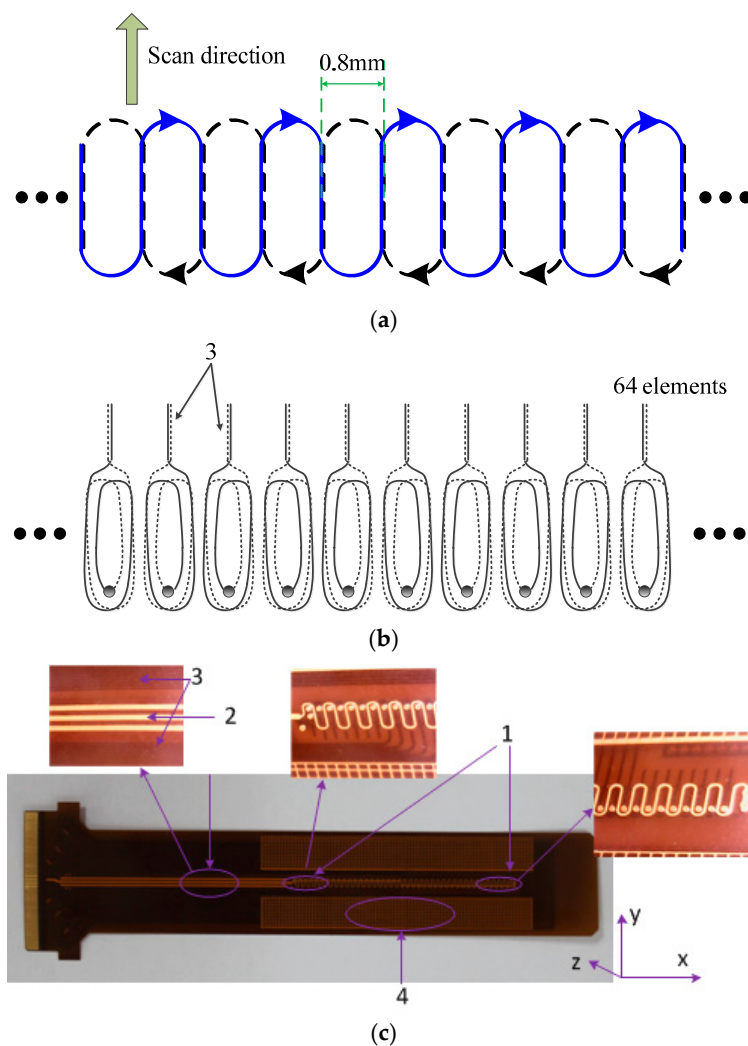 Scan direction
0.8mm
(a)
3
64 elements
(b)
3
2
1
4
y
z
x
(c)